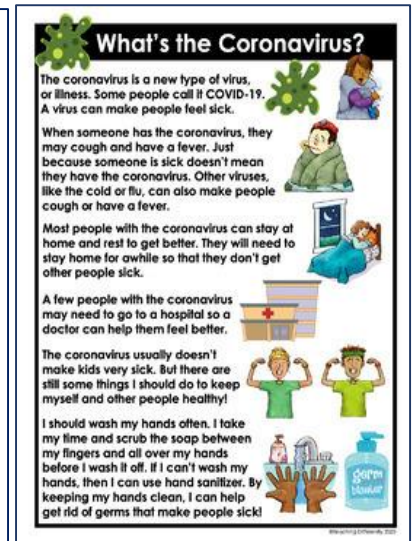 What's the Coronavirus?
The coronavirus is a new type of virus,
or illness. Some people call it COVID-19.
A virus can make people feel sick.
When someone has the coronavirus, they
may cough and have a fever. Just
because someone is sick doesn't mean
they have the coronavirus. Other viruses,
like the cold or flu, can also make people
cough or have a fever.
Most people with the coronavirus can stay at
home and rest to get better. They will need to
stay home for awhile so that they don't get
other people sick.
A few people with the coronavirus
may need to go to a hospital so a
doctor can help them feel better.
The coronavirus usually doesn't
make kids very sick. But there are
still some things I should do to keep
myself and other people healthy!
I should wash my hands often. I take
my time and scrub the soap between
my fingers and all over my hands
before I wash it off. If I can't wash my
hands, then I can use hand sanitizer. By
keeping my hands clean, I can help
get rid of germs that make people sick!
germ
blaster